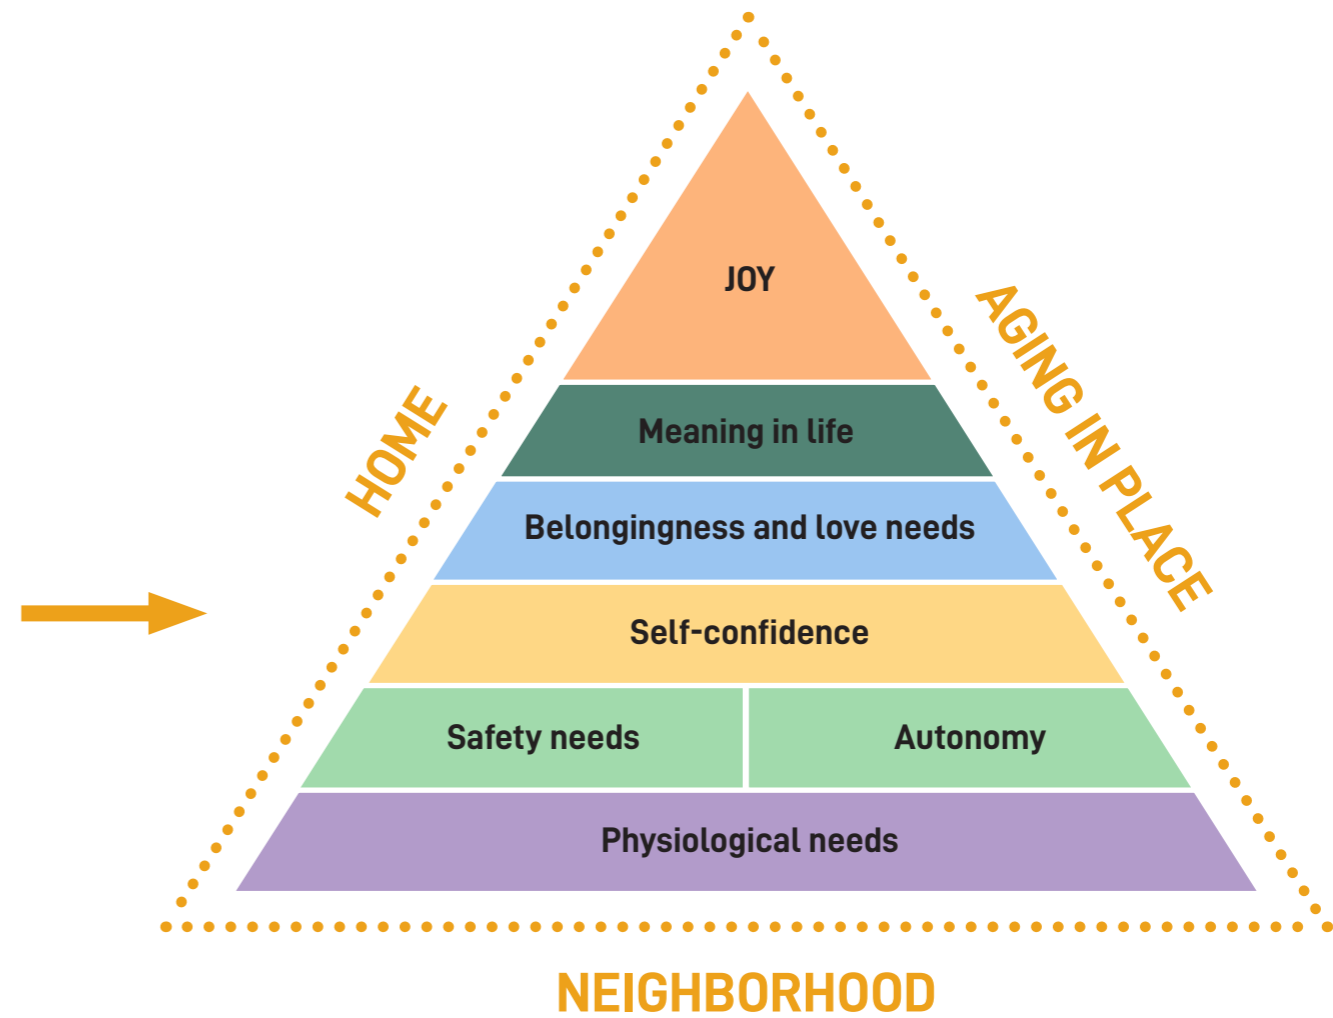 JOY
HOME
AGING IN PLACE
Meaning in life
Belongingness and love needs
Self-confidence
Safety needs
Autonomy
Physiological needs
NEIGHBORHOOD